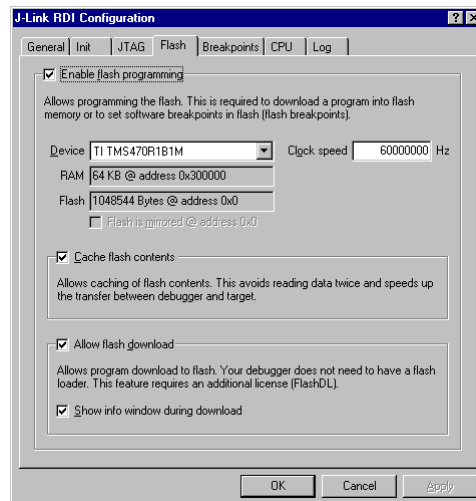 J-Link RDI Configuration
General Init JTAG Flash Breakpoints CPU Log
Enable flash programming
Allows programming the flash. This is required to download a program into flash
memory or to set software breakpoints in flash (flash breakpoints).
Device TI TMS470R1B1M Clock speed 60000000 Hz
RAM 64 KB @ address 0x300000
Flash 1048544 Bytes @ address 0x0
Flash is mirrored @ address 0x0
Cache flash contents
Allows caching of flash contents. This avoids reading data twice and speeds up
the transfer between debugger and target.
Allow flash download
Allows program download to flash. Your debugger does not need to have a flash
loader. This feature requires an additional license (FlashDL).
Show info window during download
OK Cancel Apply